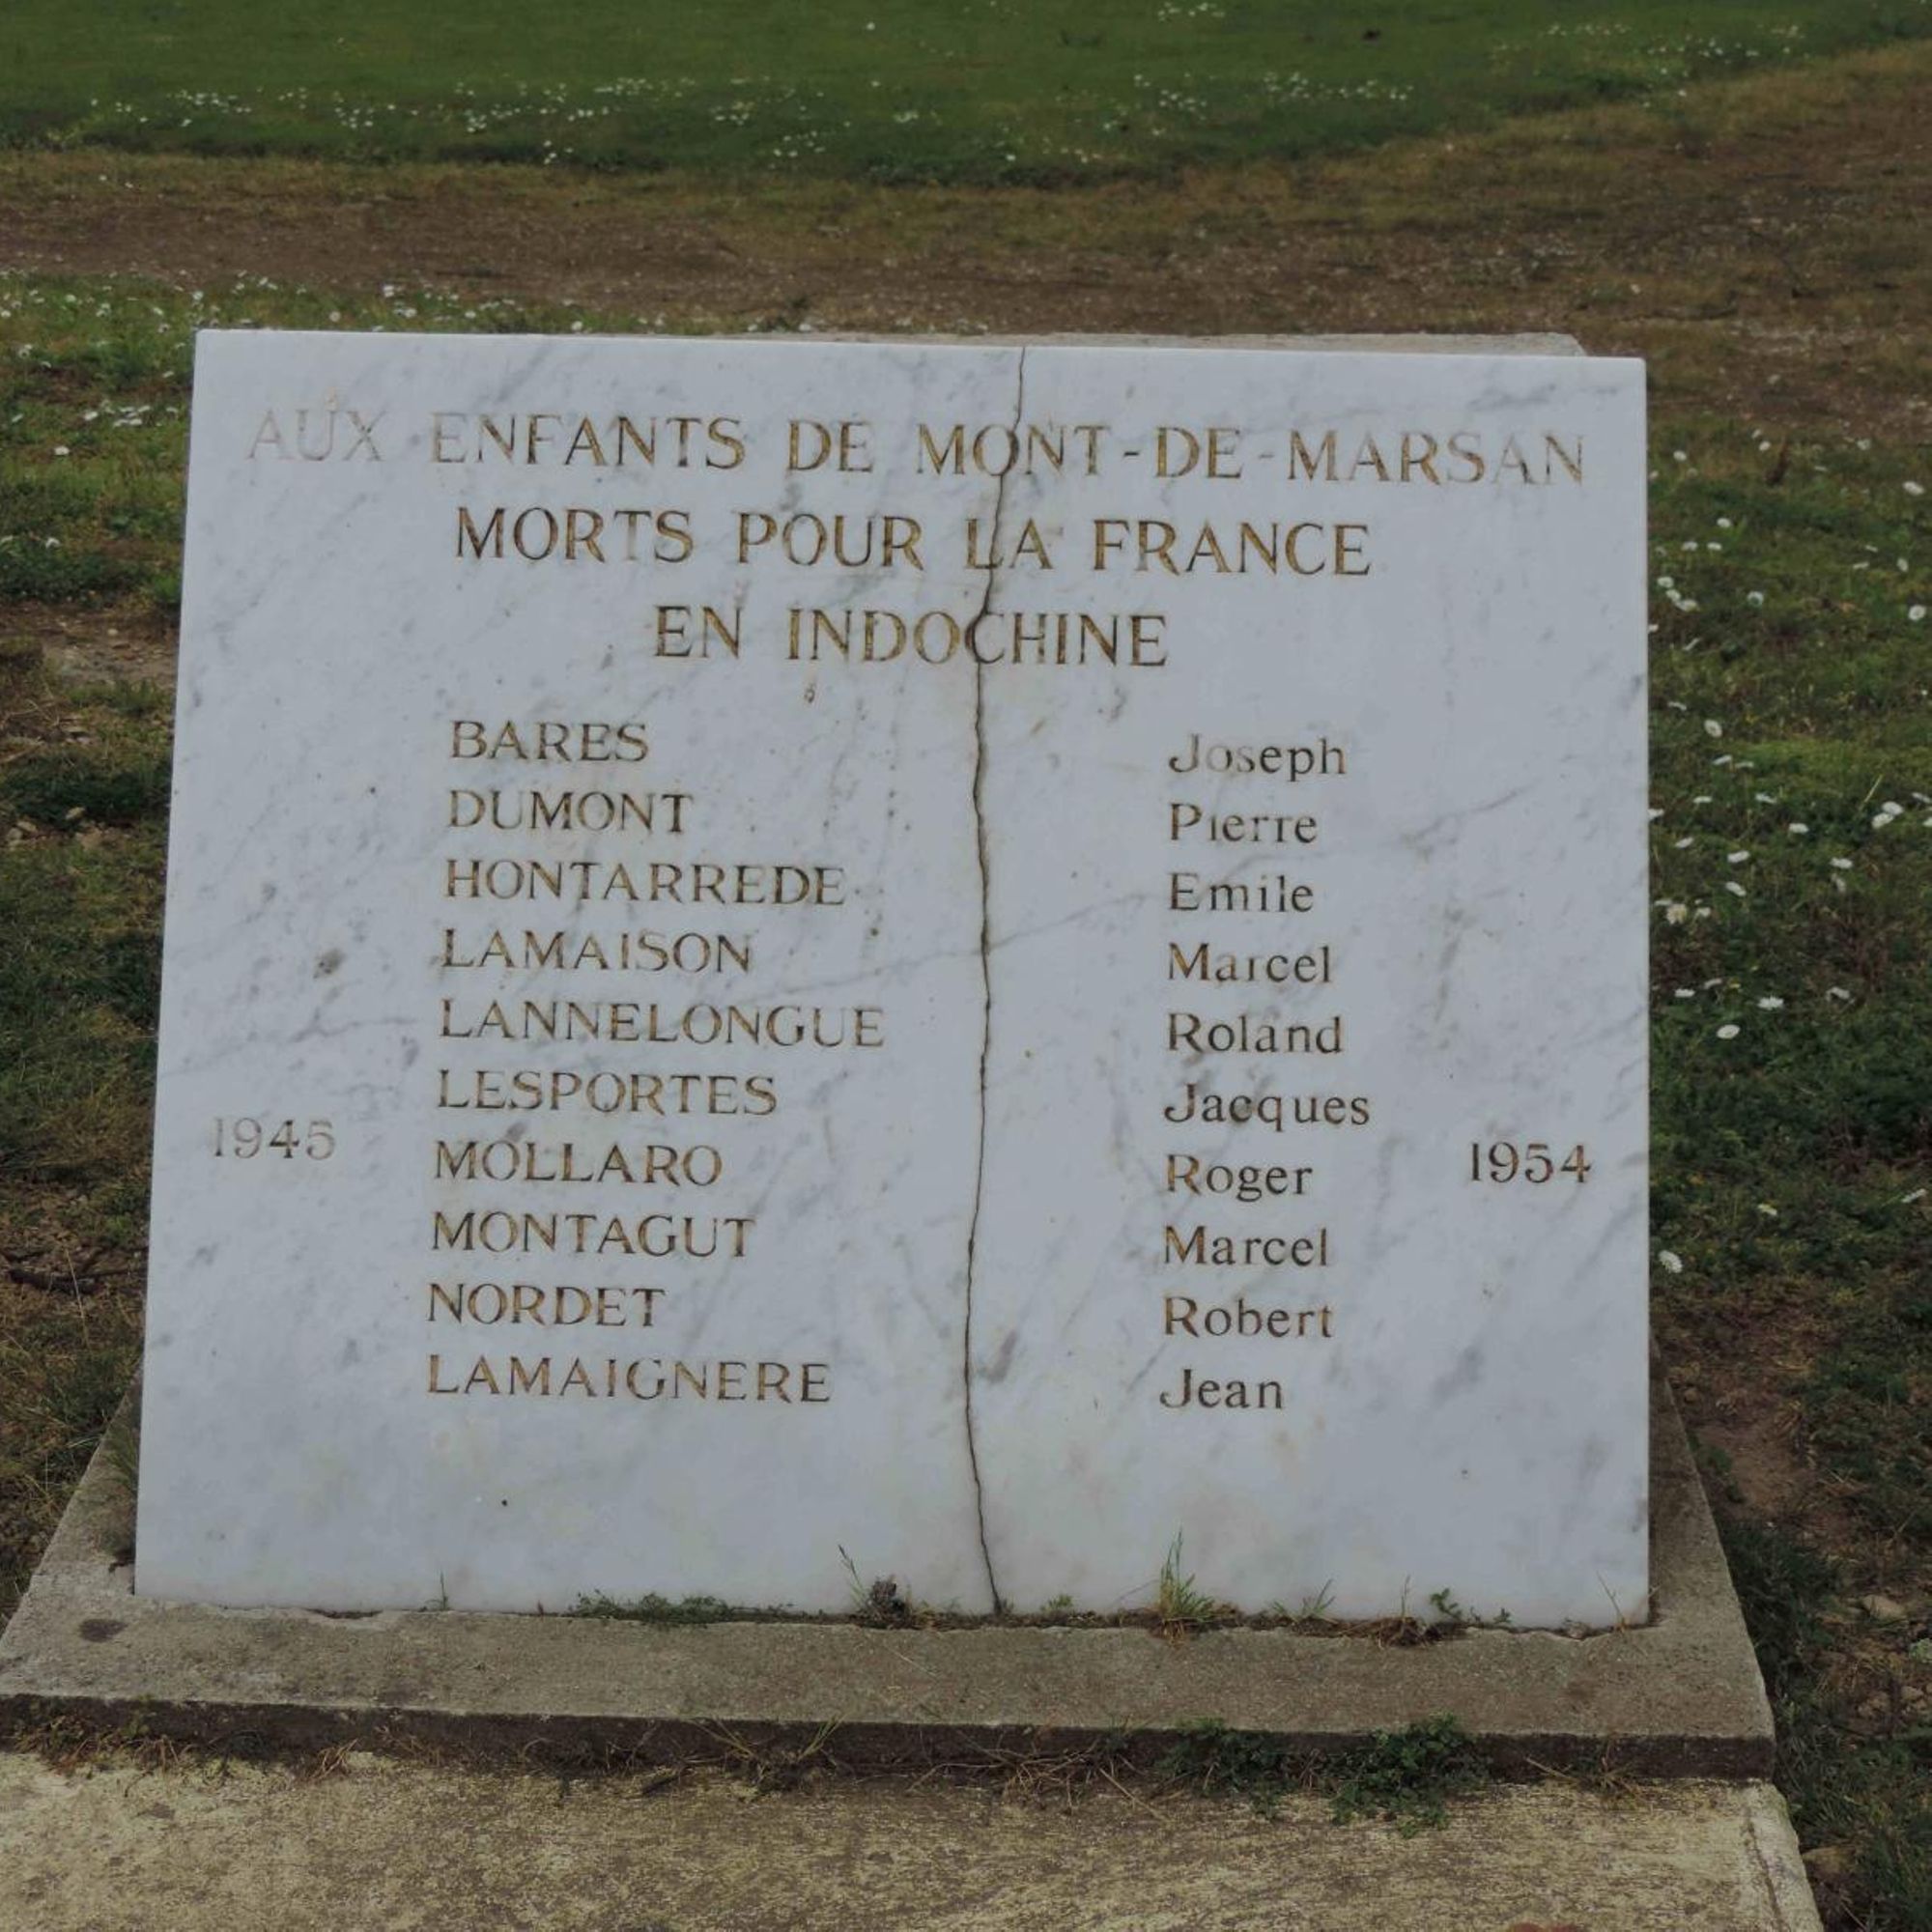 AUX ENFANTS DE MONT-DE-MARSAN
MORTS POUR LA FRANCE
EN INDOCHINE
BARES Joseph
DUMONT Pierre
HONTARREDE Emile
LAMAISON Marcel
LANNELONGUE Roland
LESPORTES Jacques
1945 MOLLARO Roger 1954
MONTAGUT Marcel
NORDET Robert
LAMAIGNERE Jean